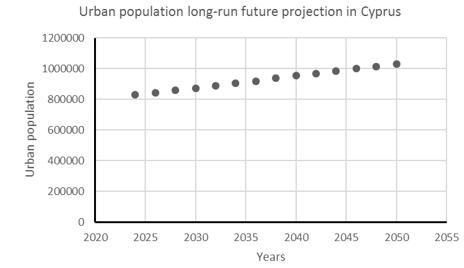 Urban population long-run future projection in Cyprus
1200000
1000000
800000
600000
400000
200000
0
Urban population
2020 2025 2030 2035 2040 2045 2050 2055
Years